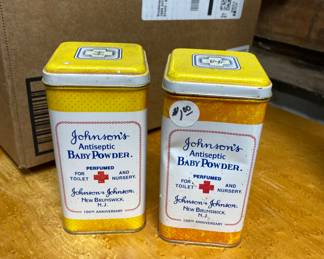 Johnson's
Antiseptic
BABY POWDER.
PERFUMED
FOR AND
TOILET NURSERY.
Johnson & Johnson
NEW BRUNSWICK,
N.J.
100TH ANNIVERSARY
$1.50
Johnson's
Antiseptic
BABY POWDER.
PERFUMED
FOR AND
TOILET NURSERY.
Johnson & Johnson
NEW BRUNSWICK,
N.J.
100TH ANNIVERSARY